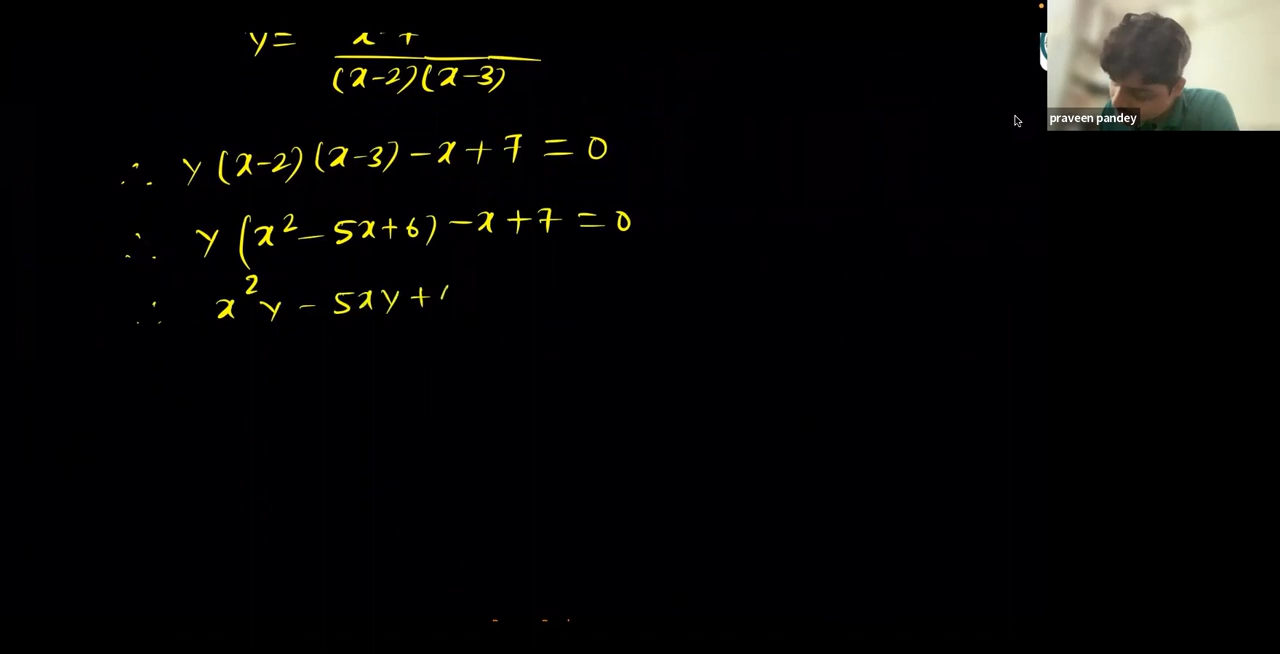 y =
(x-2)(x-3)
∴ y(x-2)(x-3) - x + 7 = 0
∴ y(x² - 5x + 6) - x + 7 = 0
∴ x²y - 5xy +
praveen pandey